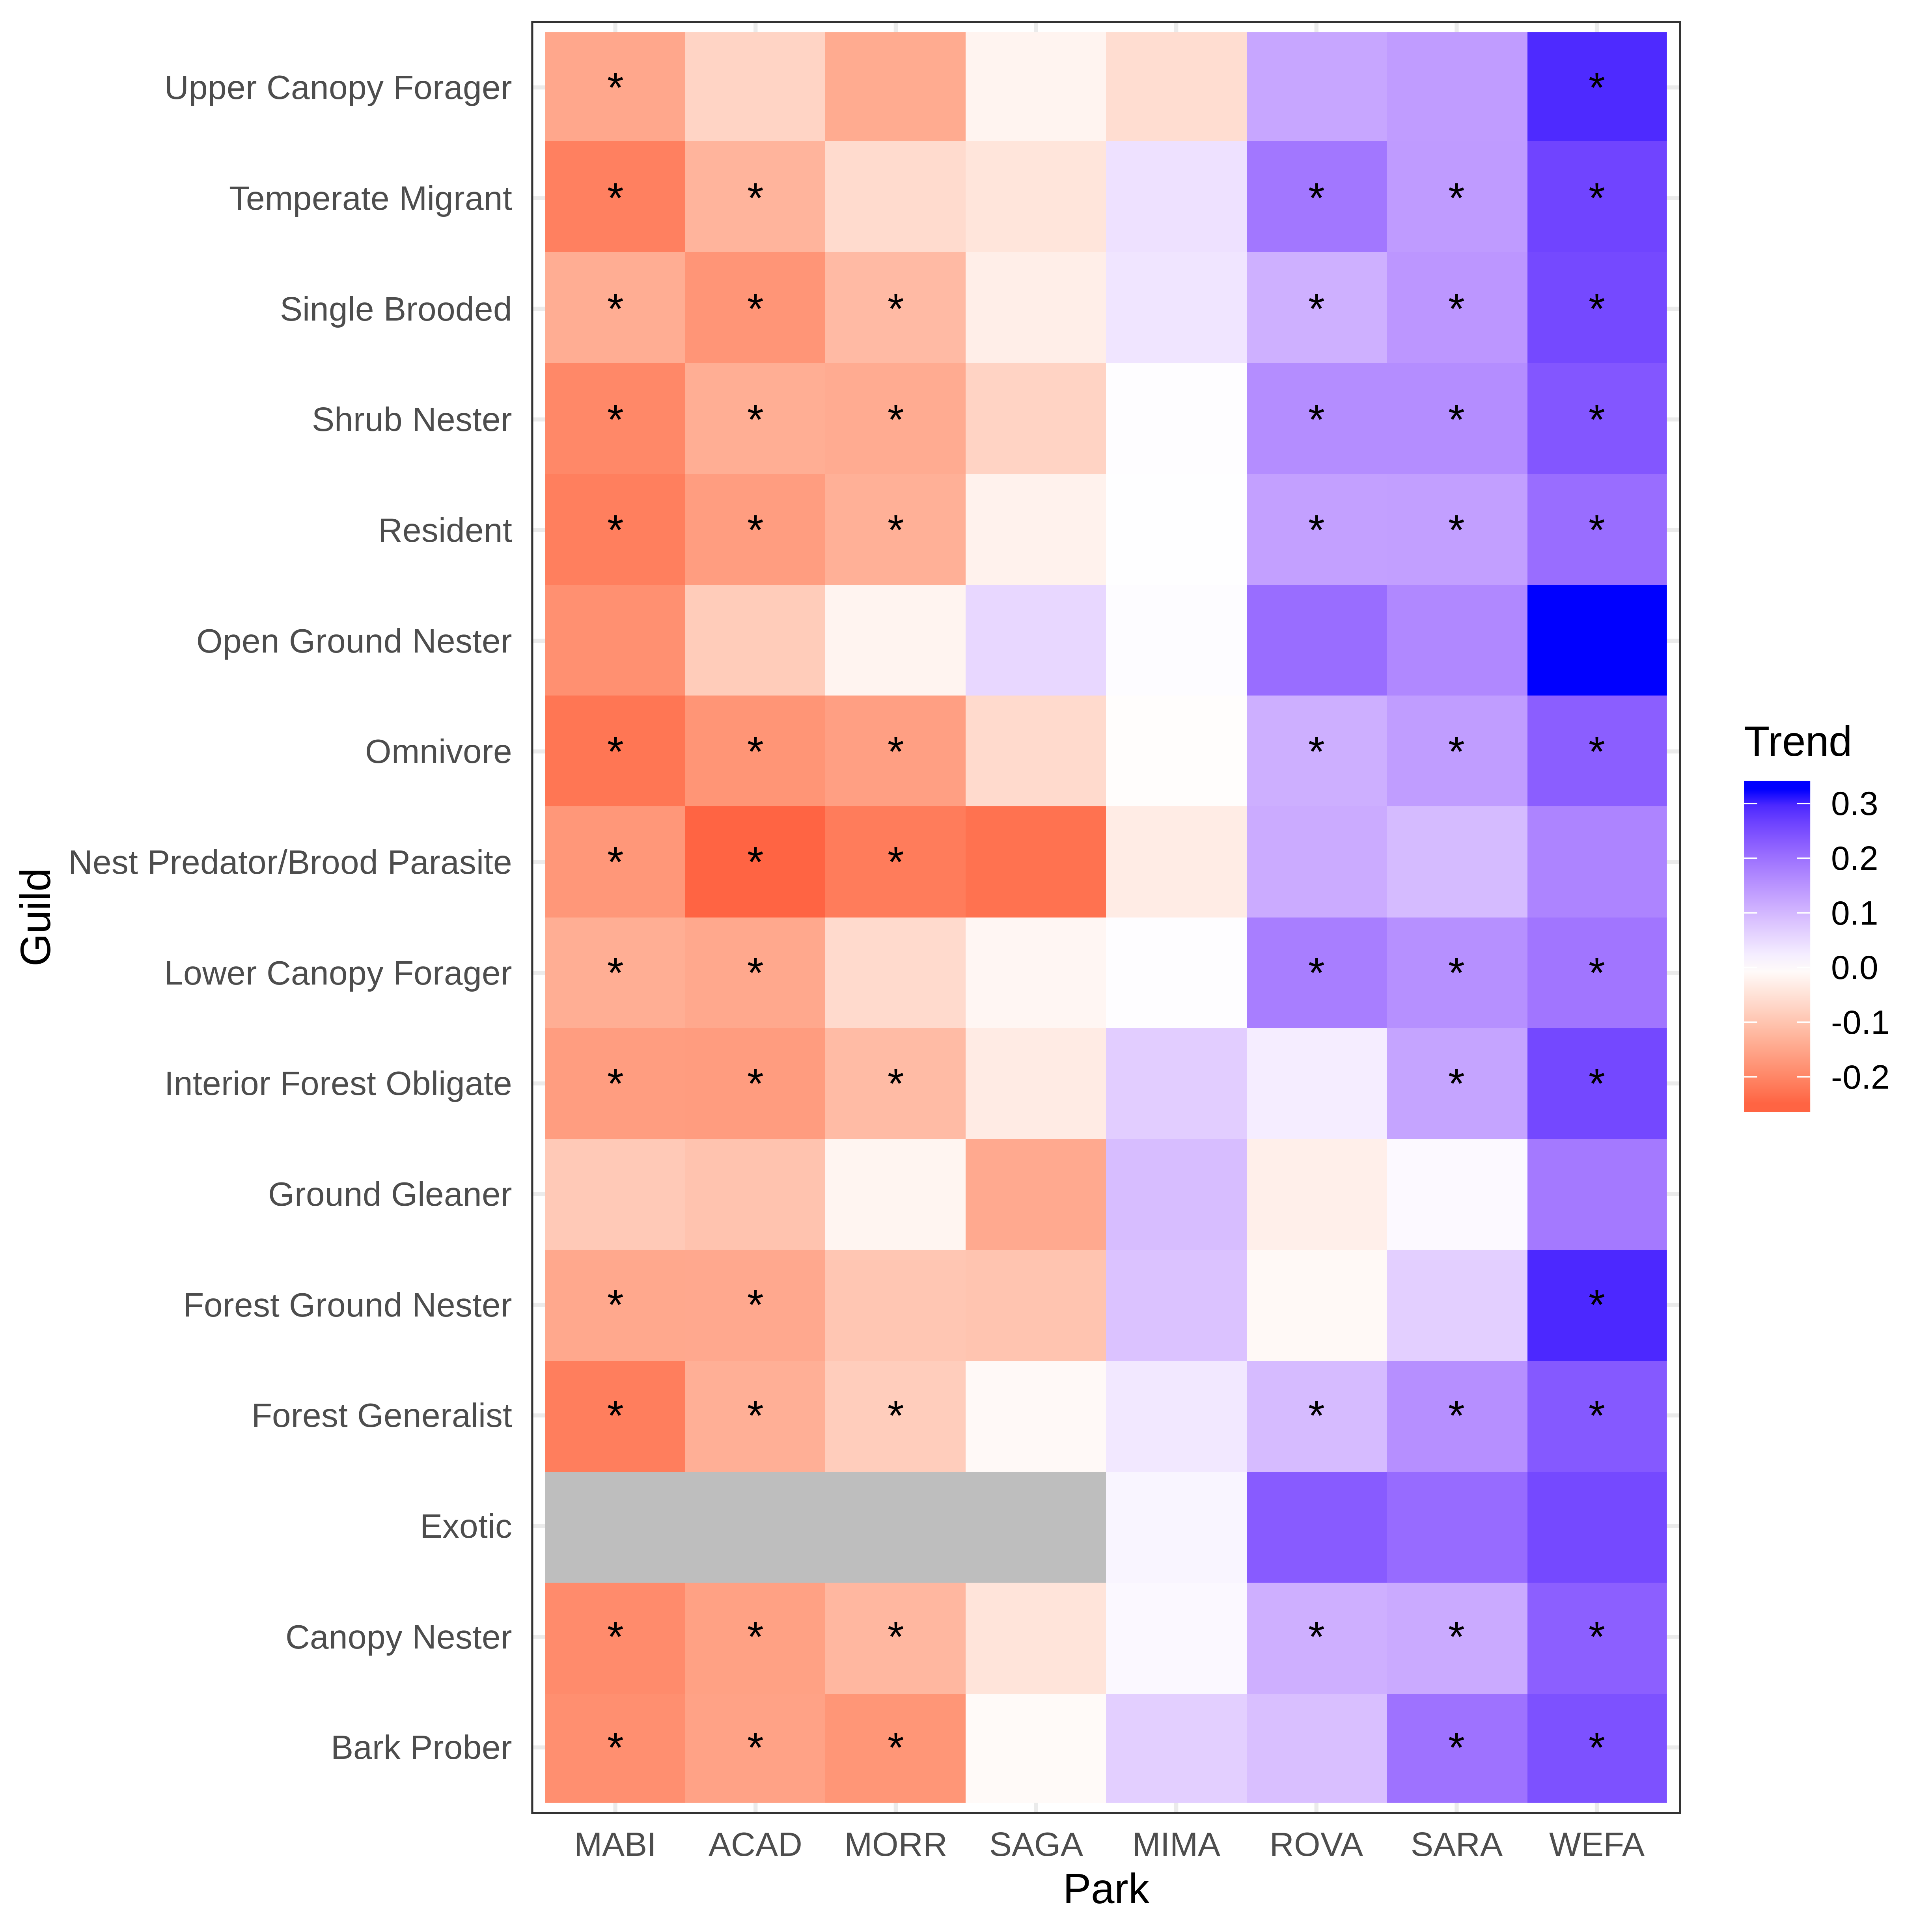 Upper Canopy Forager * *
Temperate Migrant * * * * *
Single Brooded * * * * * *
Shrub Nester * * * * * *
Resident * * * * * *
Open Ground Nester
Omnivore * * * * * *
Nest Predator/Brood Parasite * * *
Lower Canopy Forager * * * * *
Interior Forest Obligate * * * * *
Ground Gleaner
Forest Ground Nester * * *
Forest Generalist * * * * * *
Exotic
Canopy Nester * * * * * *
Bark Prober * * * * *
Guild
MABI ACAD MORR SAGA MIMA ROVA SARA WEFA
Park
Trend
0.3
0.2
0.1
0.0
-0.1
-0.2